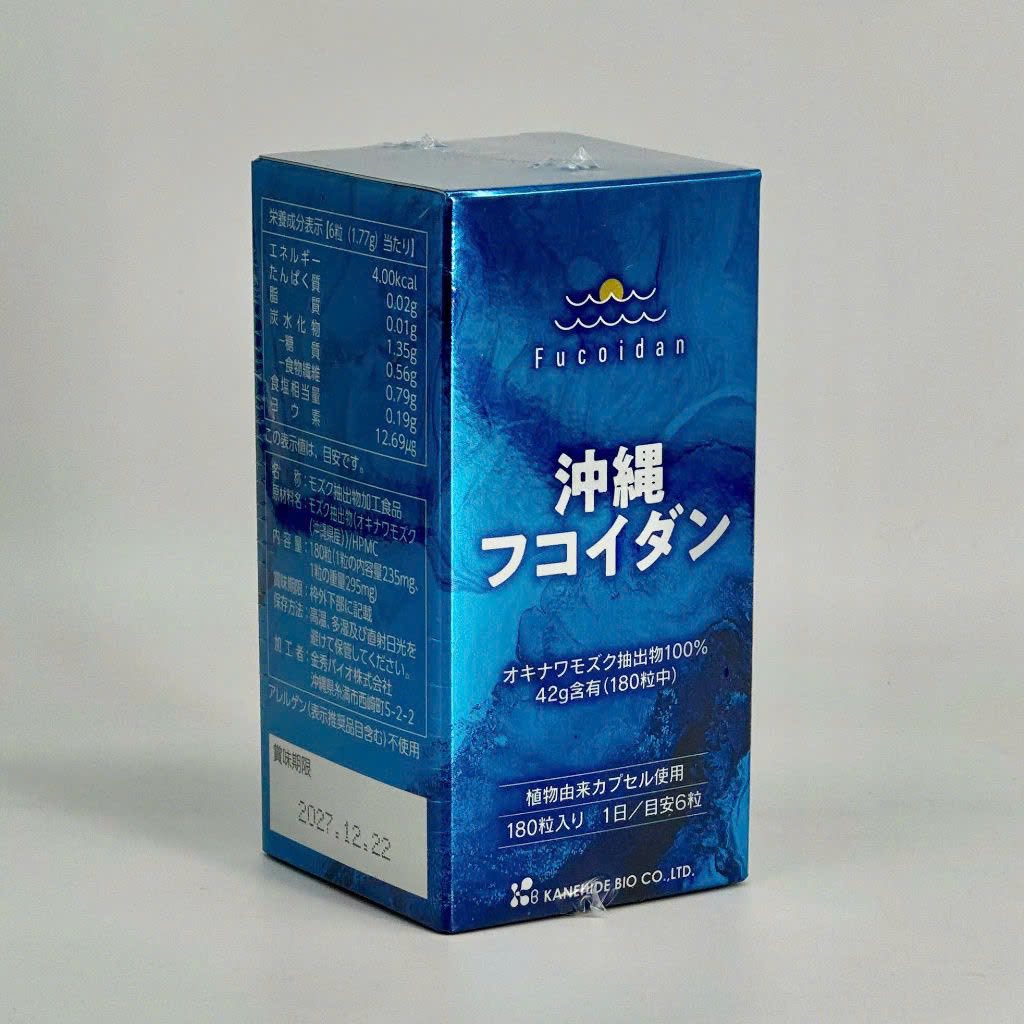 栄養成分表示【6粒(1.77g)当たり】
エネルギー 4.00kcal
たんぱく質 0.02g
脂質 0.01g
炭水化物 1.35g
−糖質 0.56g
−食物繊維 0.79g
食塩相当量 0.19g
ヨウ素 12.69μg
この表示値は、目安です。
名称：モズク抽出物加工食品
原材料名：モズク抽出物(オキナワモズク
(沖縄県産))/HPMC
内容量：180粒(1粒の内容量235mg、
1粒の重量295mg)
賞味期限：枠外下部に記載
保存方法：高温、多湿及び直射日光を
避けて保管してください。
加工者：金秀バイオ株式会社
沖縄県糸満市西崎町5-2-2
アレルゲン(表示推奨品目含む)不使用
賞味期限
2027.12.22
Fucoidan
沖縄
フコイダン
オキナワモズク抽出物100%
42g含有(180粒中)
植物由来カプセル使用
180粒入り 1日/目安6粒
KB KANEHIDE BIO CO.,LTD.